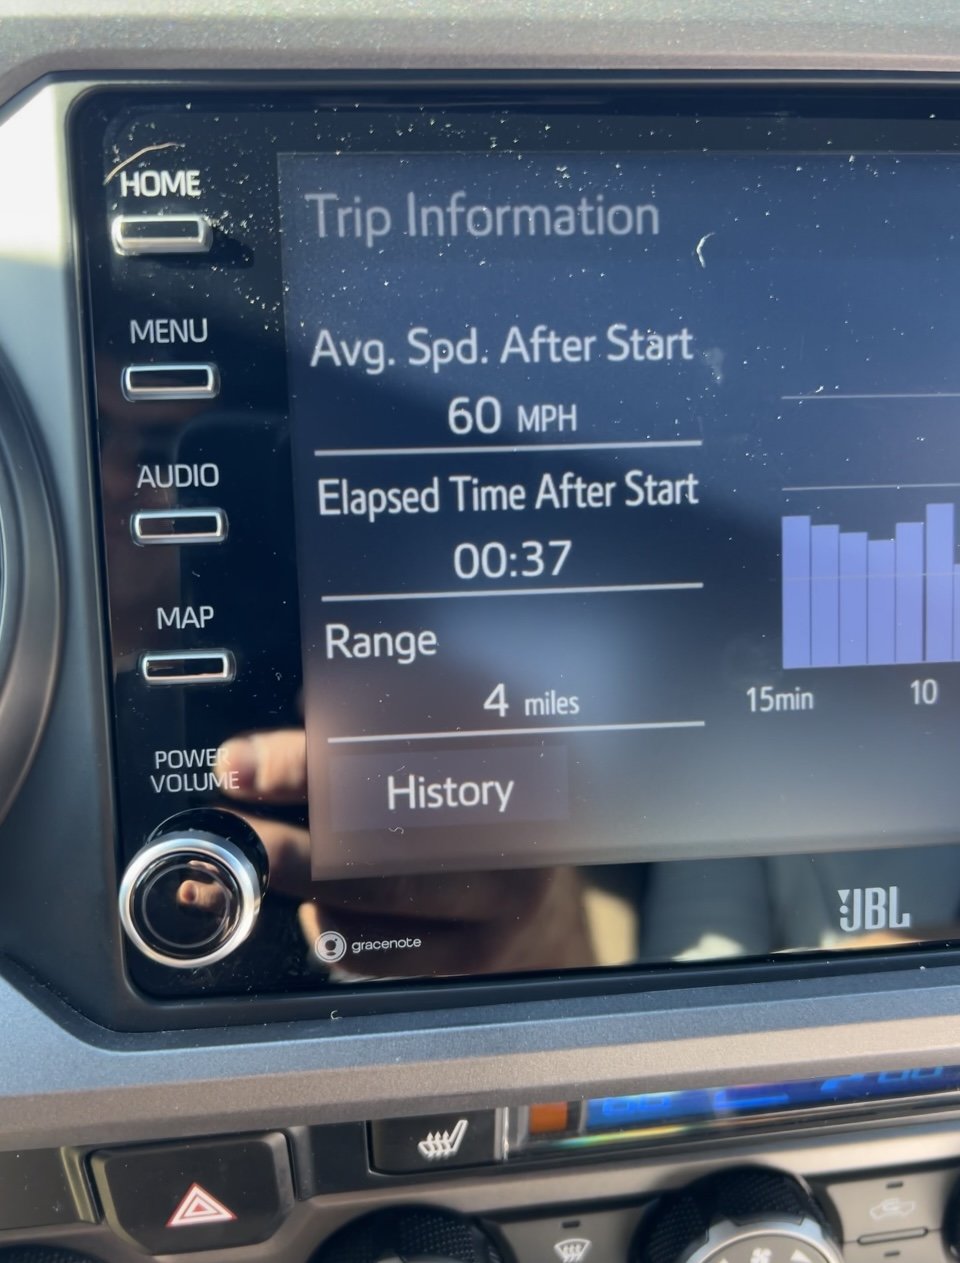 HOME
MENU
AUDIO
MAP
POWER
VOLUME
Trip Information
Avg. Spd. After Start
60 MPH
Elapsed Time After Start
00:37
Range
4 miles
History
15min 10
gracenote
JBL